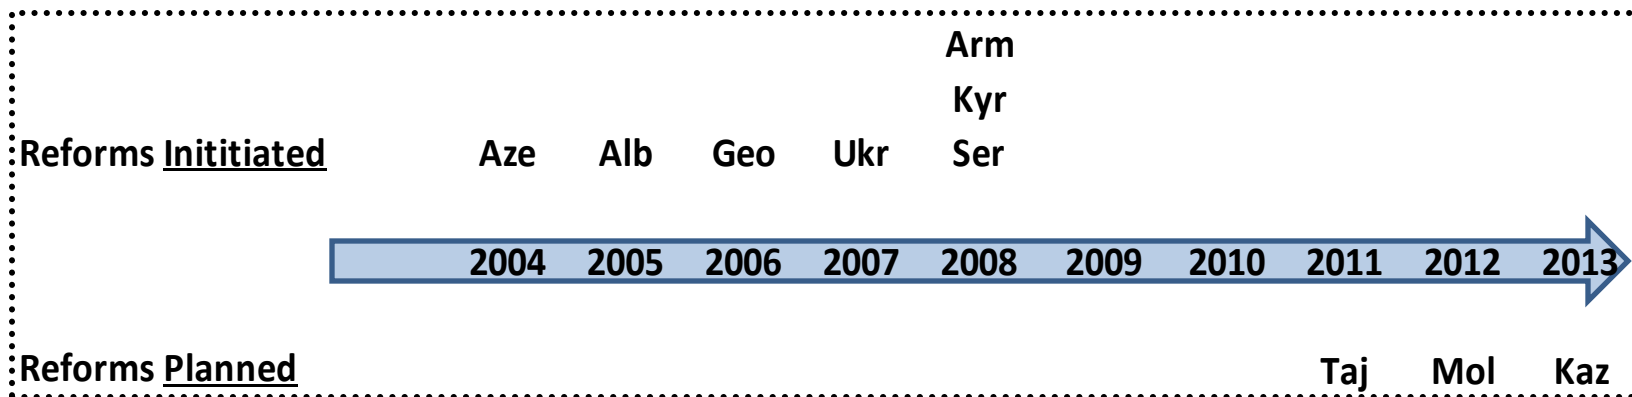 Arm
Kyr
Reforms Inititiated Aze Alb Geo Ukr Ser
2004 2005 2006 2007 2008 2009 2010 2011 2012 2013
Reforms Planned Taj Mol Kaz